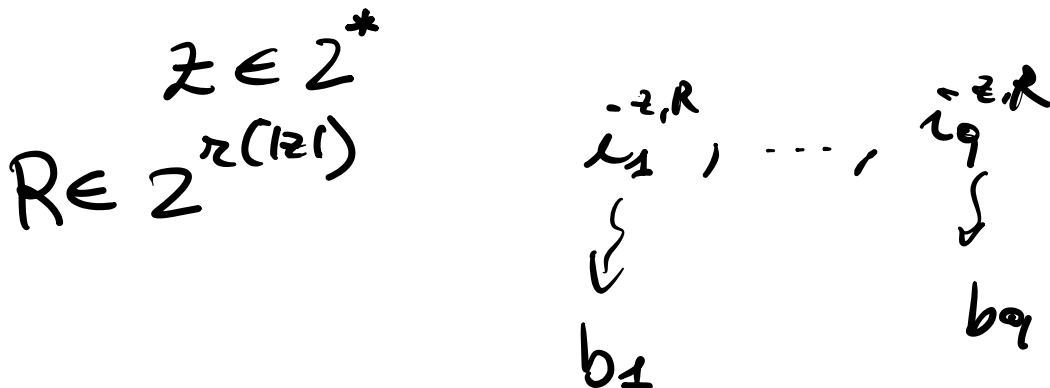 z ∈ 2^*
R ∈ 2^{r(|z|)}
i_1^{z,R}, ..., i_q^{z,R}
b_1 b_q